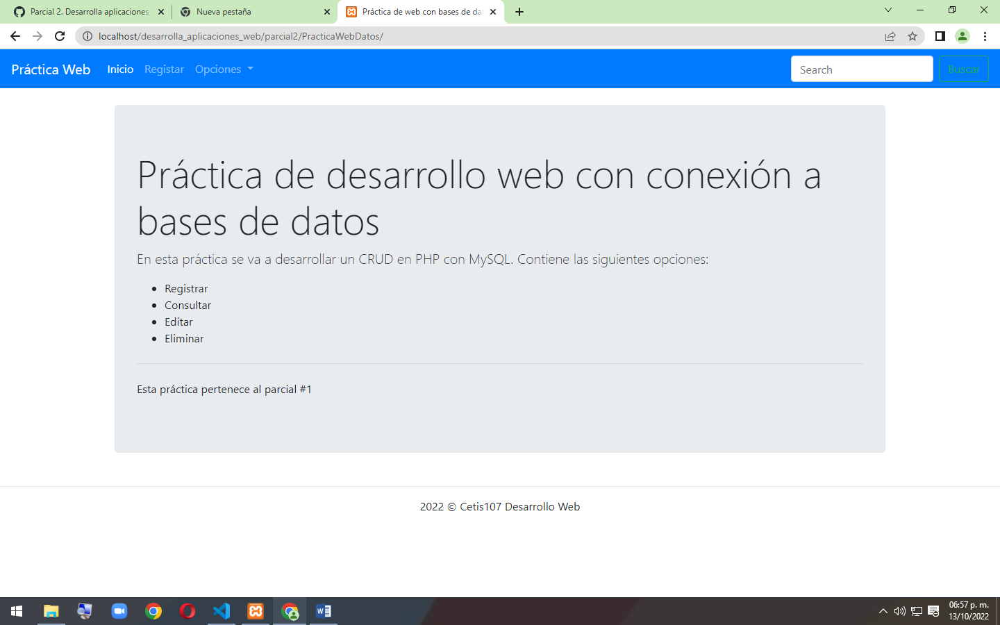 Parcial 2. Desarrolla aplicaciones
Nueva pestaña
Práctica de web con bases de dat
localhost/desarrolla_aplicaciones_web/parcial2/PracticaWebDatos/
Práctica Web Inicio Registar Opciones Search Buscar
Práctica de desarrollo web con conexión a
bases de datos
En esta práctica se va a desarrollar un CRUD en PHP con MySQL. Contiene las siguientes opciones:
Registrar
Consultar
Editar
Eliminar
Esta práctica pertenece al parcial #1
2022 © Cetis107 Desarrollo Web
06:57 p. m.
13/10/2022